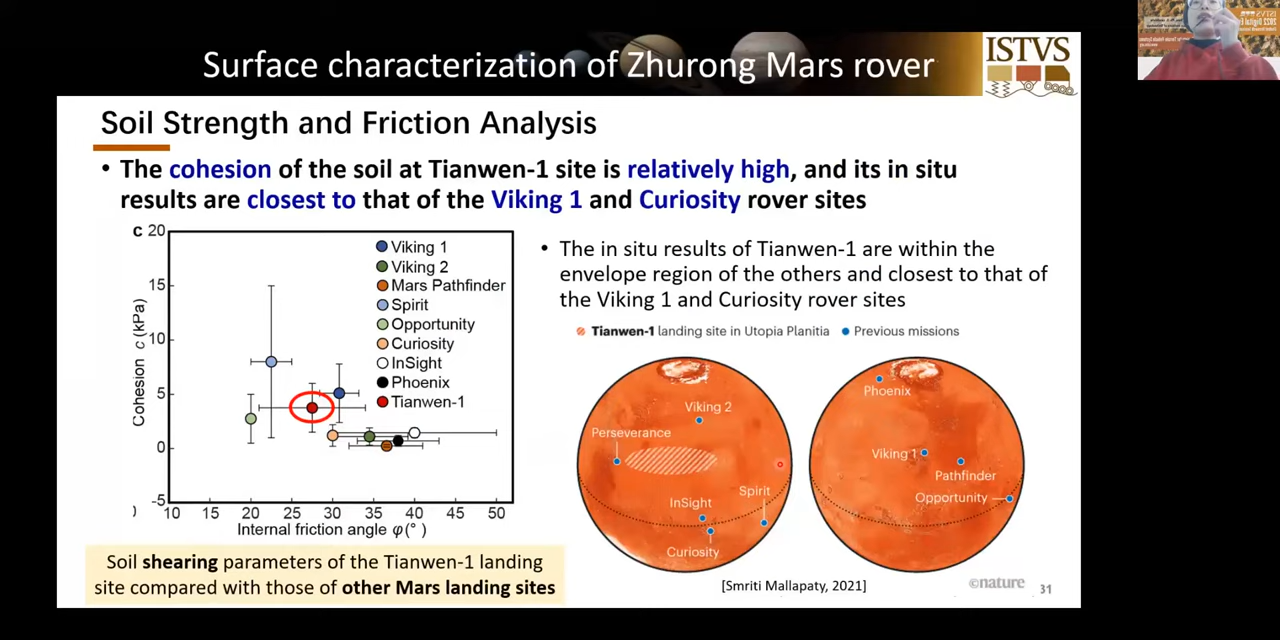 Surface characterization of Zhurong Mars rover
ISTVS
Soil Strength and Friction Analysis
• The cohesion of the soil at Tianwen-1 site is relatively high, and its in situ
results are closest to that of the Viking 1 and Curiosity rover sites
c
20
15
10
5
0
-5
Cohesion c (kPa)
Viking 1
Viking 2
Mars Pathfinder
Spirit
Opportunity
Curiosity
InSight
Phoenix
Tianwen-1
)
10 15 20 25 30 35 40 45 50
Internal friction angle φ(°)
Soil shearing parameters of the Tianwen-1 landing
site compared with those of other Mars landing sites
• The in situ results of Tianwen-1 are within the
envelope region of the others and closest to that of
the Viking 1 and Curiosity rover sites
Tianwen-1 landing site in Utopia Planitia
Previous missions
Viking 2
Perseverance
InSight
Spirit
Curiosity
Phoenix
Viking 1
Pathfinder
Opportunity
[Smriti Mallapaty, 2021]
©nature
31